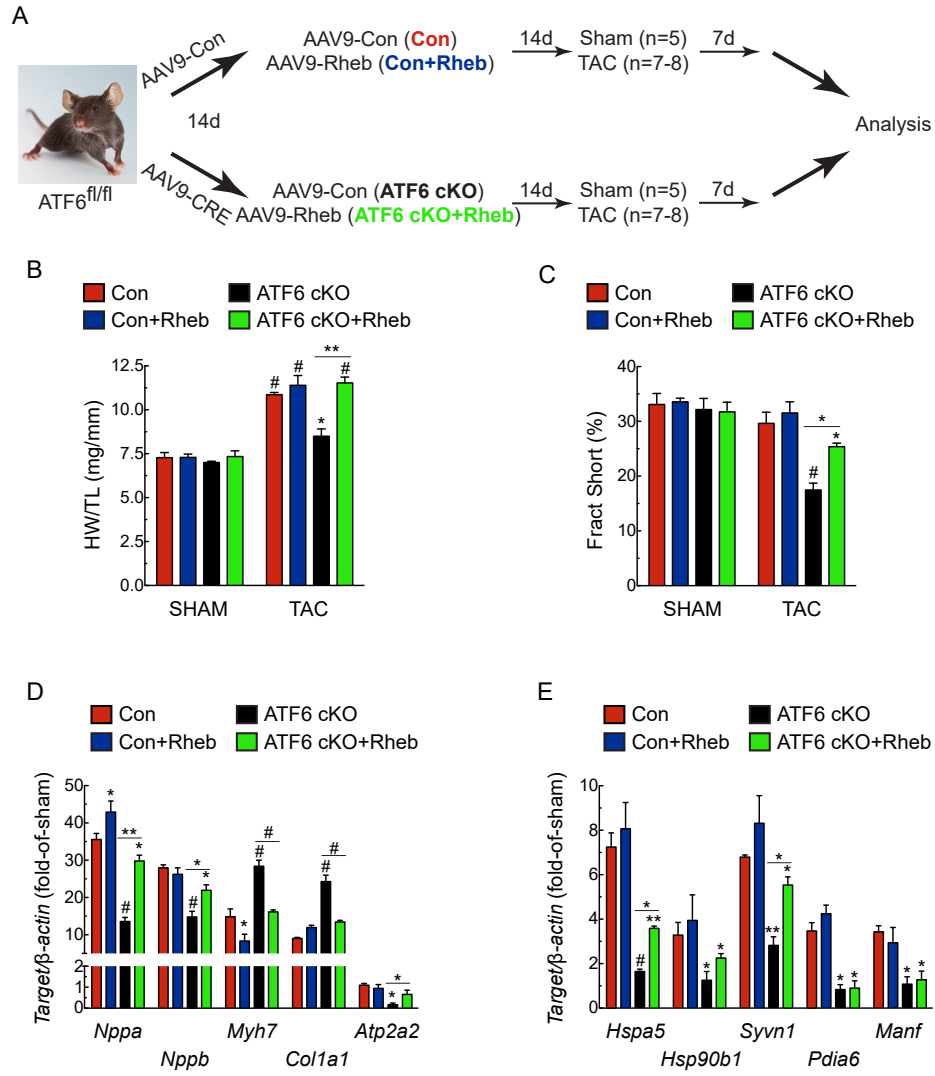 A
AAV9-Con
AAV9-Con (Con)
AAV9-Rheb (Con+Rheb)
14d
Sham (n=5)
TAC (n=7-8)
7d
14d
Analysis
ATF6fl/fl
AAV9-CRE
AAV9-Con (ATF6 cKO)
AAV9-Rheb (ATF6 cKO+Rheb)
14d
Sham (n=5)
TAC (n=7-8)
7d
B
Con
ATF6 cKO
Con+Rheb
ATF6 cKO+Rheb
HW/TL (mg/mm)
12.5
10.0
7.5
5.0
2.5
0.0
# # * ** #
SHAM TAC
C
Con
ATF6 cKO
Con+Rheb
ATF6 cKO+Rheb
Fract Short (%)
40
30
20
10
0
# * *
SHAM TAC
D
Con
ATF6 cKO
Con+Rheb
ATF6 cKO+Rheb
Target/β-actin (fold-of-sham)
50
40
30
20
10
2
1
0
* # ** *
# * *
* # #
# #
* *
Nppa Myh7 Atp2a2
Nppb Col1a1
E
Con
ATF6 cKO
Con+Rheb
ATF6 cKO+Rheb
Target/β-actin (fold-of-sham)
10
8
6
4
2
0
# * **
* *
** * *
* *
* *
Hspa5 Syvn1 Manf
Hsp90b1 Pdia6